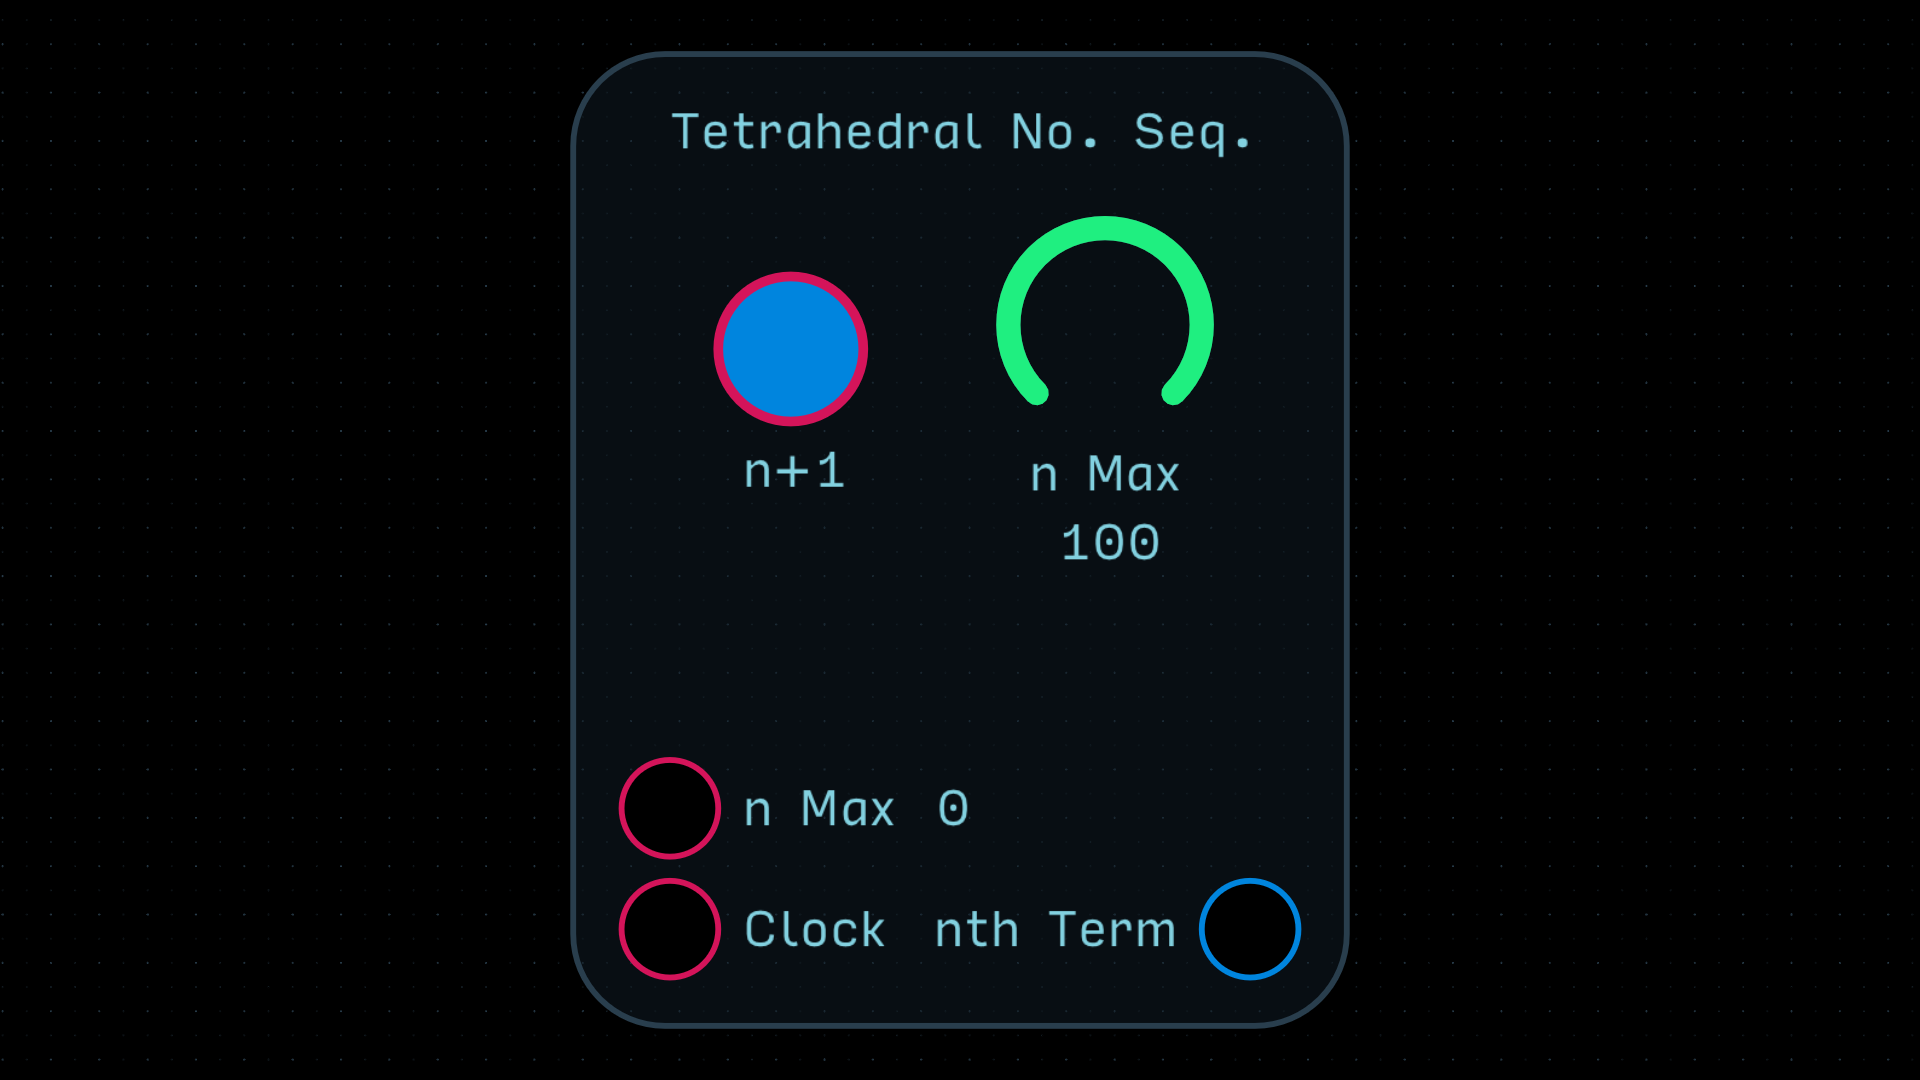 Tetrahedral No. Seq.
n+1
n Max
100
n Max 0
Clock nth Term